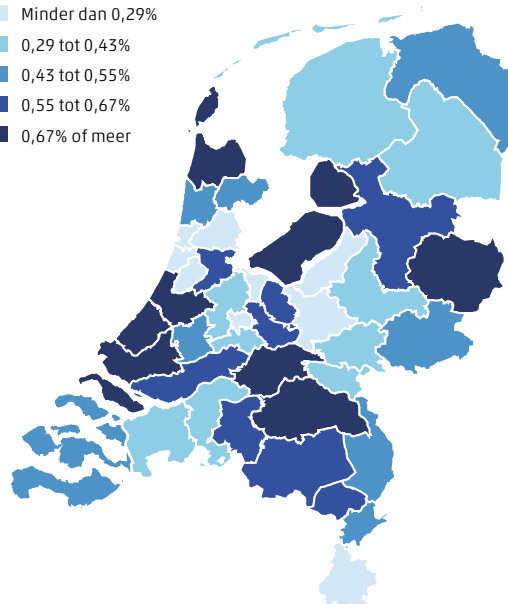 Minder dan 0,29%
0,29 tot 0,43%
0,43 tot 0,55%
0,55 tot 0,67%
0,67% of meer